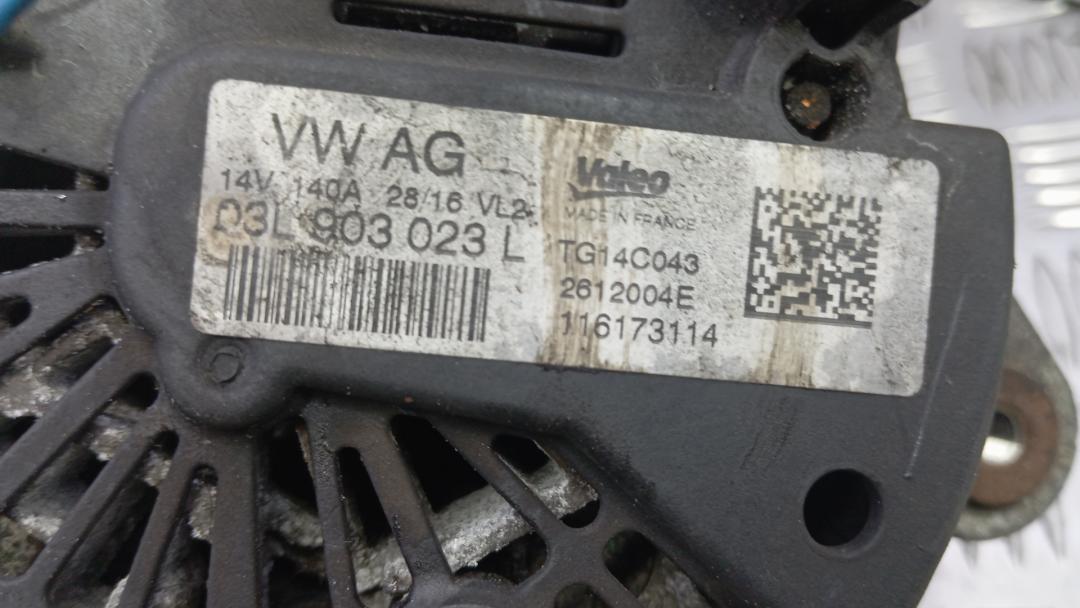 VW AG
14V 140A 28/16 VL2
03L 903 023 L
Valeo
MADE IN FRANCE
TG14C043
2612004E
116173114